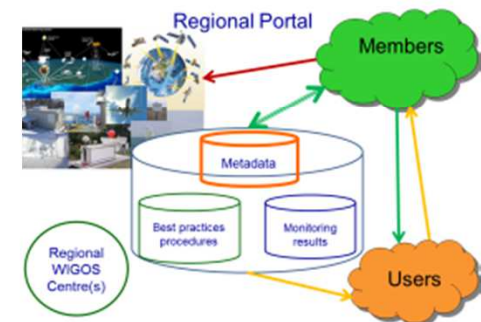 Regional Portal
Members
Metadata
Best practices
procedures
Monitoring
results
Regional
WIGOS
Centre(s)
Users